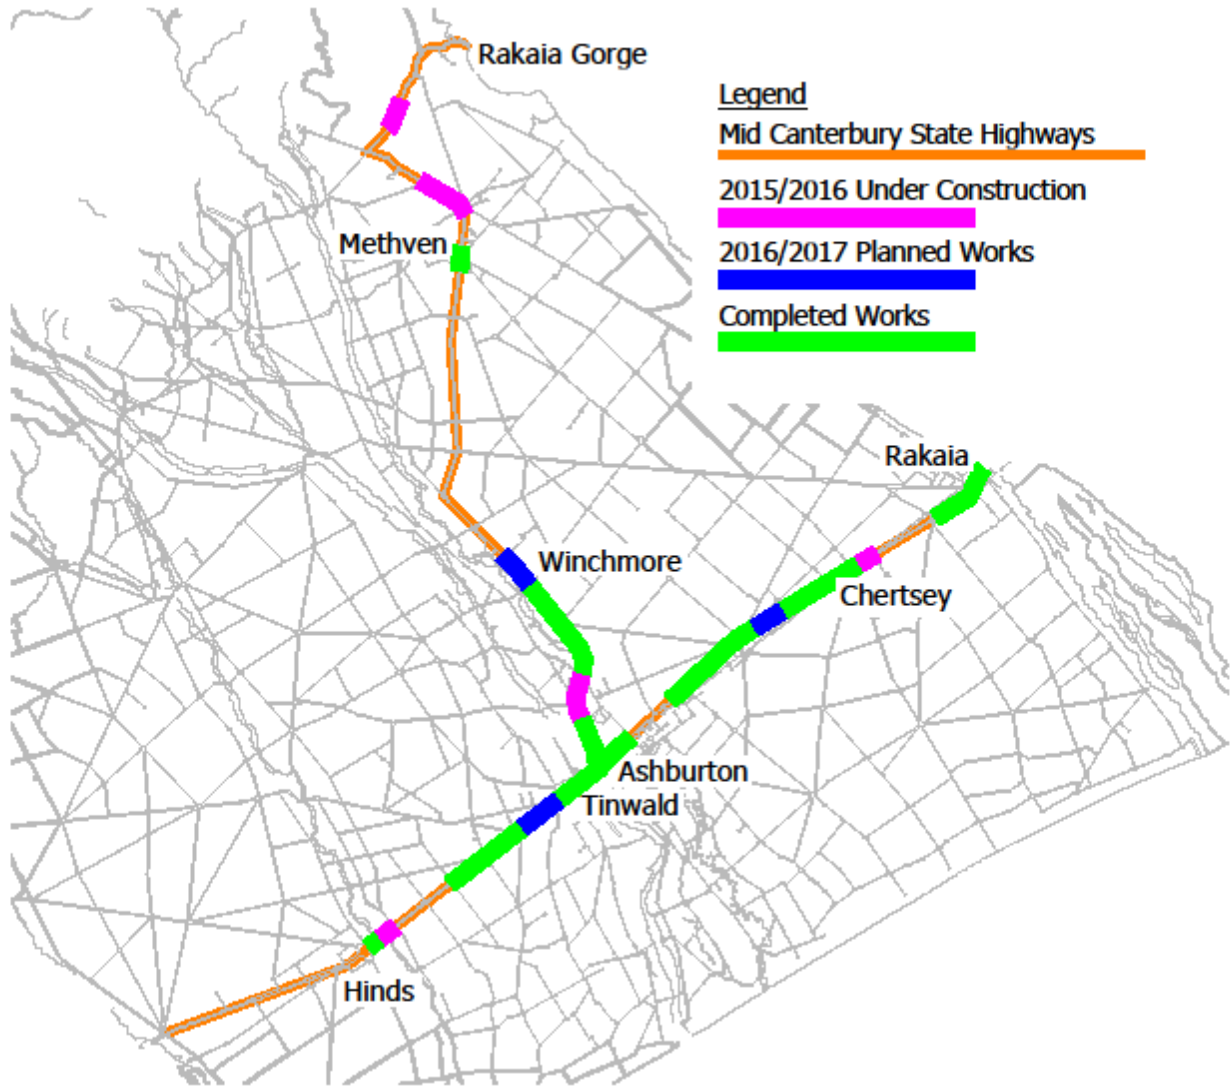 Rakaia Gorge
Legend
Mid Canterbury State Highways
2015/2016 Under Construction
Methven
2016/2017 Planned Works
Completed Works
Rakaia
Winchmore
Chertsey
Ashburton
Tinwald
Hinds